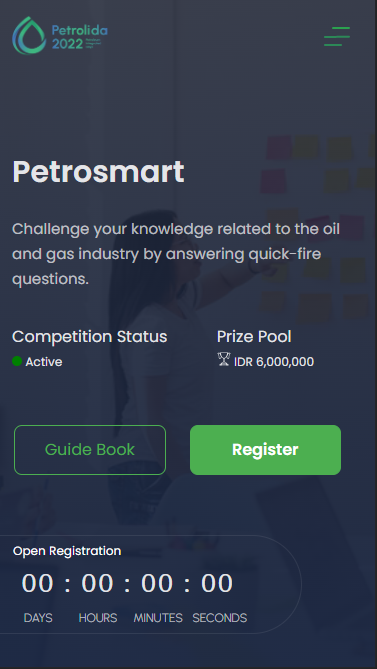 Petrolida
2022
Petrosmart
Challenge your knowledge related to the oil
and gas industry by answering quick-fire
questions.
Competition Status
Prize Pool
Active
IDR 6,000,000
Guide Book
Register
Open Registration
00 : 00 : 00 : 00
DAYS HOURS MINUTES SECONDS